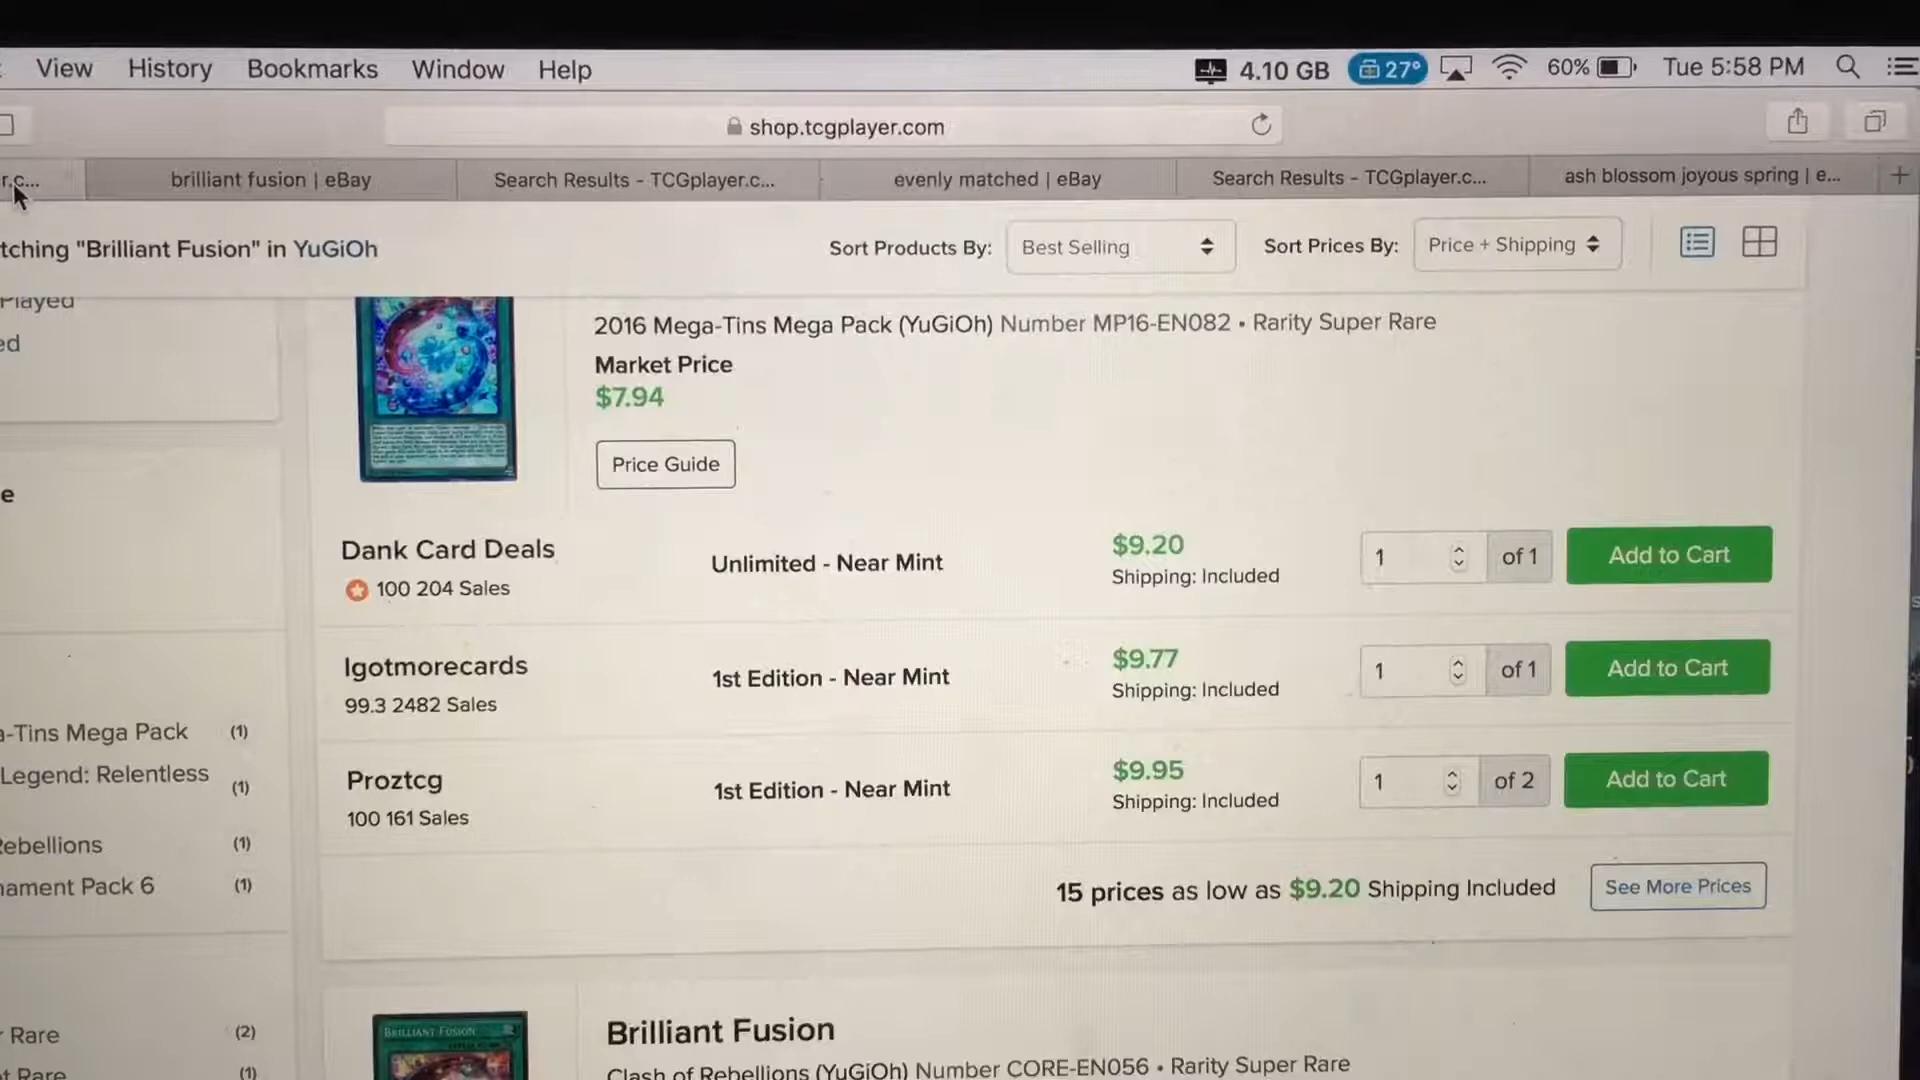 View History Bookmarks Window Help 4.10 GB 27° 60% Tue 5:58 PM
shop.tcgplayer.com
r.c... brilliant fusion | eBay Search Results - TCGplayer.c... evenly matched | eBay Search Results - TCGplayer.c... ash blossom joyous spring | e... +
tching "Brilliant Fusion" in YuGiOh Sort Products By: Best Selling Sort Prices By: Price + Shipping
Played
ed
2016 Mega-Tins Mega Pack (YuGiOh) Number MP16-EN082 • Rarity Super Rare
Market Price
$7.94
Price Guide
e
Dank Card Deals Unlimited - Near Mint $9.20 1 of 1 Add to Cart
100 204 Sales Shipping: Included
Igotmorecards 1st Edition - Near Mint $9.77 1 of 1 Add to Cart
99.3 2482 Sales Shipping: Included
a-Tins Mega Pack (1)
Legend: Relentless (1)
Proztcg 1st Edition - Near Mint $9.95 1 of 2 Add to Cart
100 161 Sales Shipping: Included
Rebellions (1)
nament Pack 6 (1)
15 prices as low as $9.20 Shipping Included See More Prices
r Rare (2)
t Rare (1)
BRILLIANT FUSION
Brilliant Fusion
Clash of Rebellions (YuGiOh) Number CORE-EN056 • Rarity Super Rare